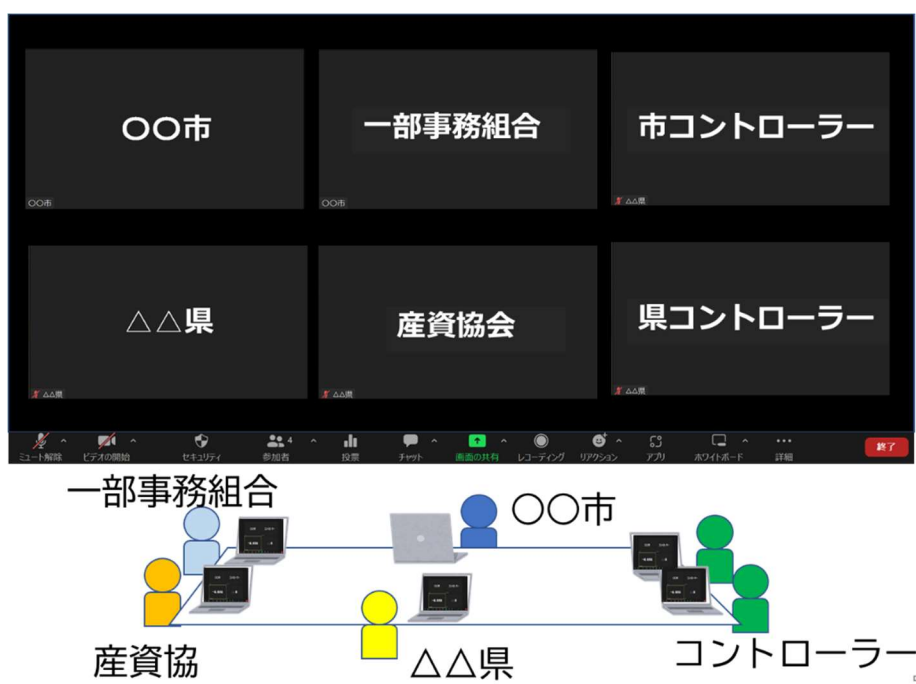 〇〇市
一部事務組合
市コントローラー
〇〇市
〇〇市
△△県
△△県
産資協会
県コントローラー
△△県
△△県
△△県
ミュート解除
ビデオの開始
セキュリティ
4
参加者
投票
チャット
画面の共有
レコーディング
リアクション
アプリ
ホワイトボード
詳細
終了
一部事務組合
〇〇市
産資協
△△県
コントローラー